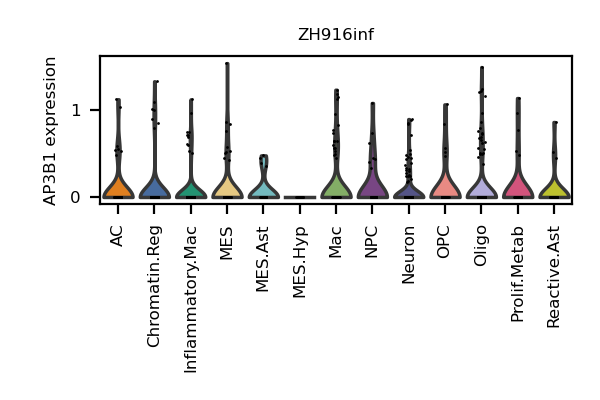 ZH916inf
AP3B1 expression
1
0
AC
Chromatin.Reg
Inflammatory.Mac
MES
MES.Ast
MES.Hyp
Mac
NPC
Neuron
OPC
Oligo
Prolif.Metab
Reactive.Ast